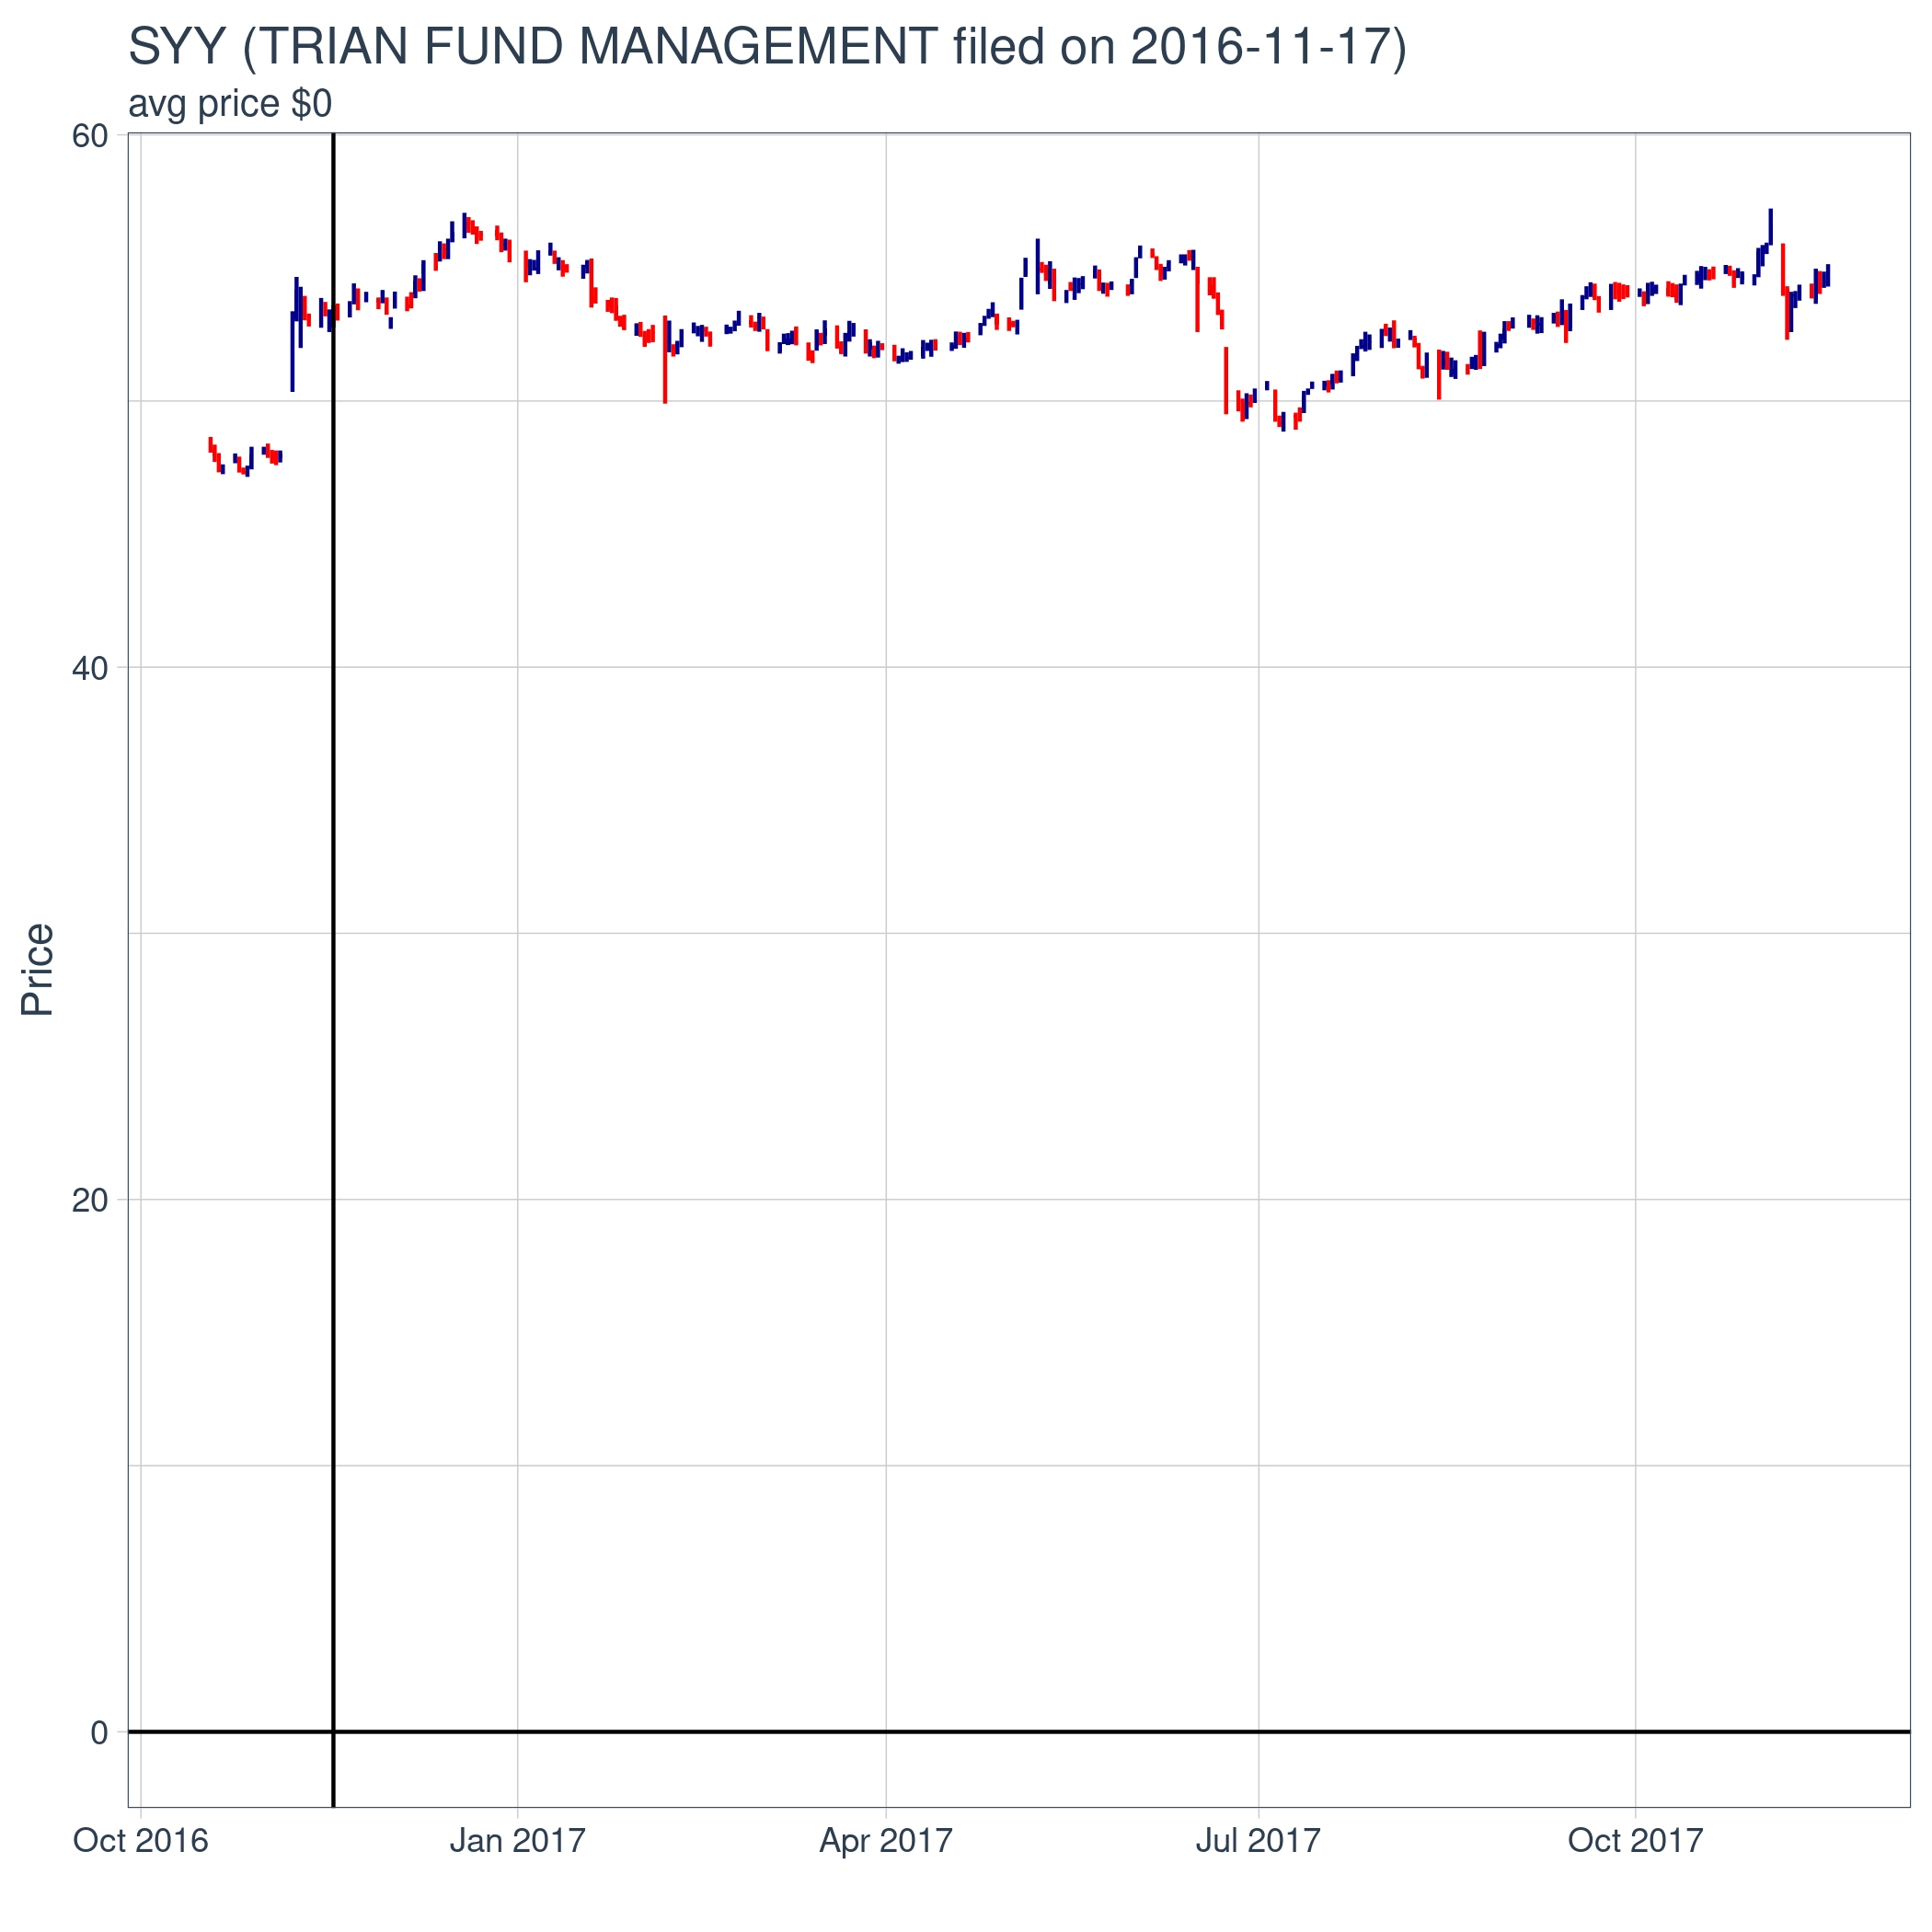 SYY (TRIAN FUND MANAGEMENT filed on 2016-11-17)
avg price $0
60
40
20
0
Price
Oct 2016 Jan 2017 Apr 2017 Jul 2017 Oct 2017